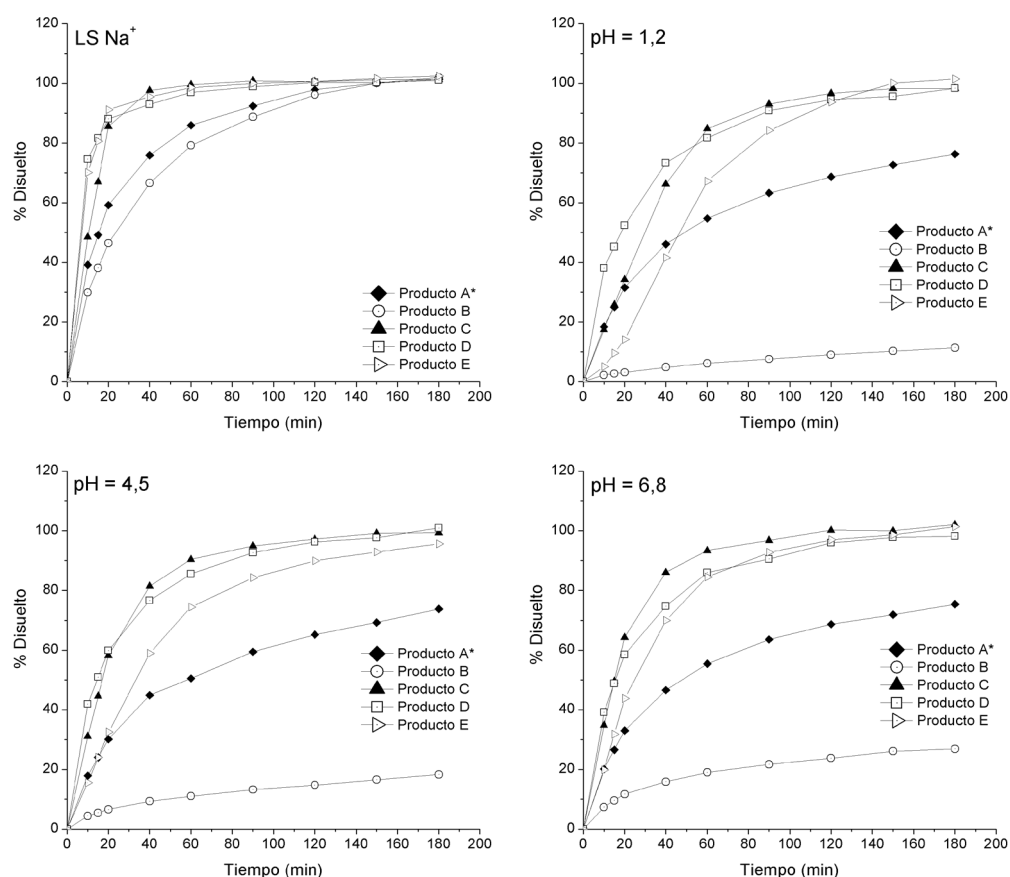 LS Na+
% Disuelto
120
100
80
60
40
20
0
0 20 40 60 80 100 120 140 160 180 200
Tiempo (min)
Producto A*
Producto B
Producto C
Producto D
Producto E
pH = 1,2
% Disuelto
120
100
80
60
40
20
0
0 20 40 60 80 100 120 140 160 180 200
Tiempo (min)
Producto A*
Producto B
Producto C
Producto D
Producto E
pH = 4,5
% Disuelto
120
100
80
60
40
20
0
0 20 40 60 80 100 120 140 160 180 200
Tiempo (min)
Producto A*
Producto B
Producto C
Producto D
Producto E
pH = 6,8
% Disuelto
120
100
80
60
40
20
0
0 20 40 60 80 100 120 140 160 180 200
Tiempo (min)
Producto A*
Producto B
Producto C
Producto D
Producto E